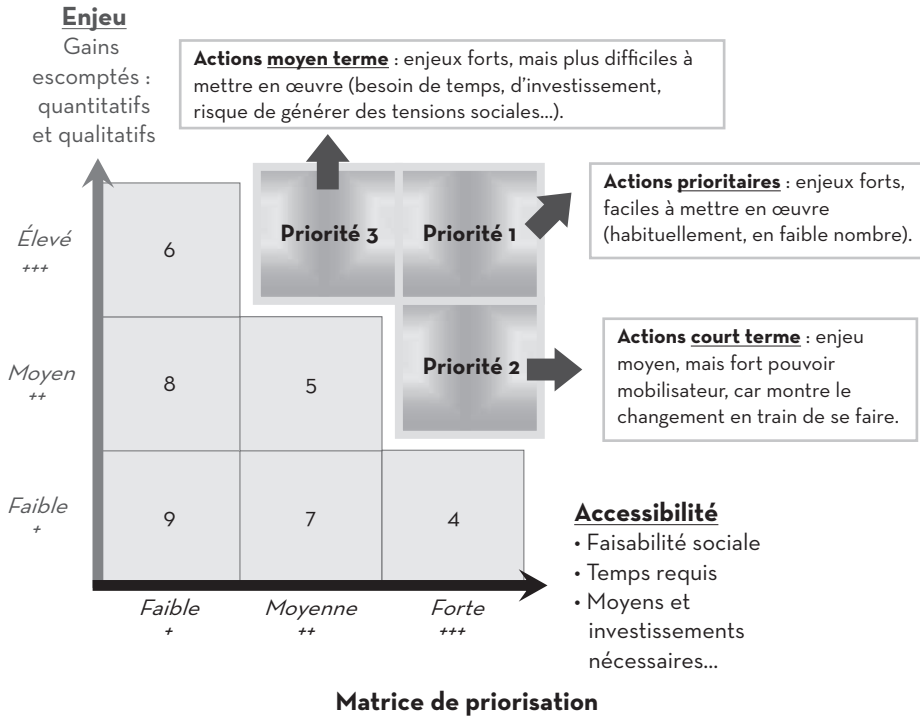 Enjeu
Gains
escomptés :
quantitatifs
et qualitatifs
Actions moyen terme : enjeux forts, mais plus difficiles à
mettre en œuvre (besoin de temps, d’investissement,
risque de générer des tensions sociales...).
Actions prioritaires : enjeux forts,
faciles à mettre en œuvre
(habituellement, en faible nombre).
Élevé
+++
6
Priorité 3
Priorité 1
Actions court terme : enjeu
moyen, mais fort pouvoir
mobilisateur, car montre le
changement en train de se faire.
Moyen
++
8
5
Priorité 2
Faible
+
9
7
4
Accessibilité
• Faisabilité sociale
• Temps requis
• Moyens et
investissements
nécessaires...
Faible
+
Moyenne
++
Forte
+++
Matrice de priorisation